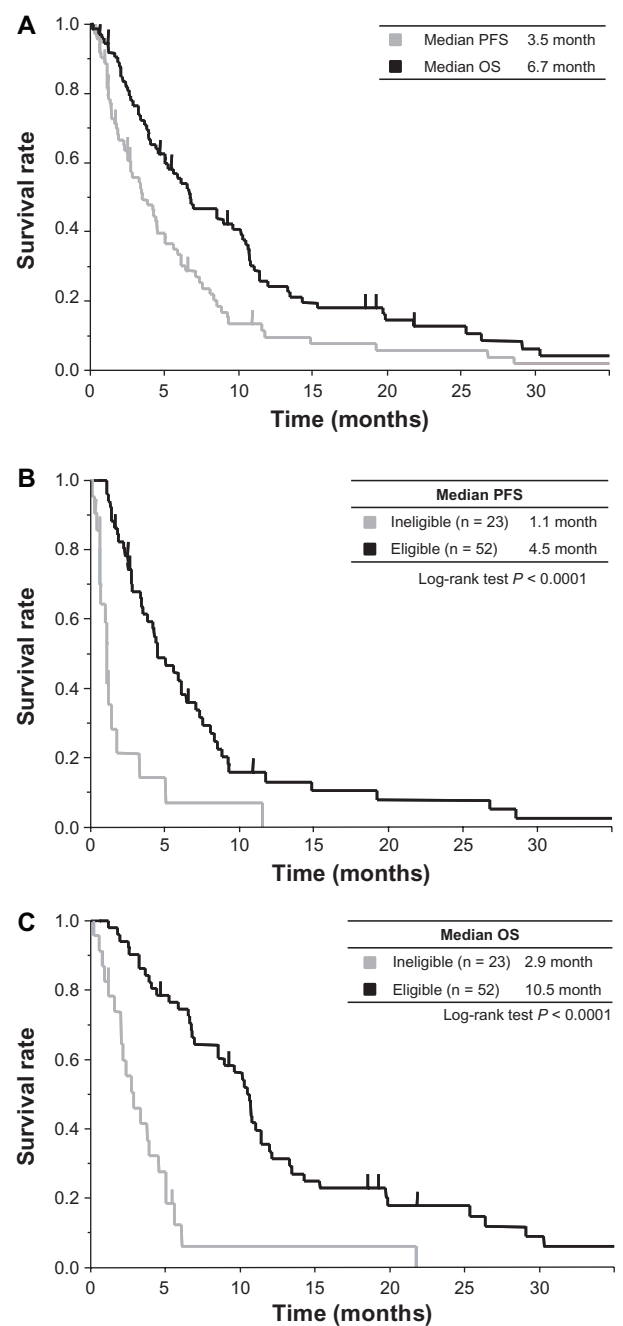 A
Median PFS 3.5 month
Median OS 6.7 month
Survival rate
1.0
0.8
0.6
0.4
0.2
0.0
0 5 10 15 20 25 30
Time (months)
B
Median PFS
Ineligible (n = 23) 1.1 month
Eligible (n = 52) 4.5 month
Log-rank test P < 0.0001
Survival rate
1.0
0.8
0.6
0.4
0.2
0.0
0 5 10 15 20 25 30
Time (months)
C
Median OS
Ineligible (n = 23) 2.9 month
Eligible (n = 52) 10.5 month
Log-rank test P < 0.0001
Survival rate
1.0
0.8
0.6
0.4
0.2
0.0
0 5 10 15 20 25 30
Time (months)